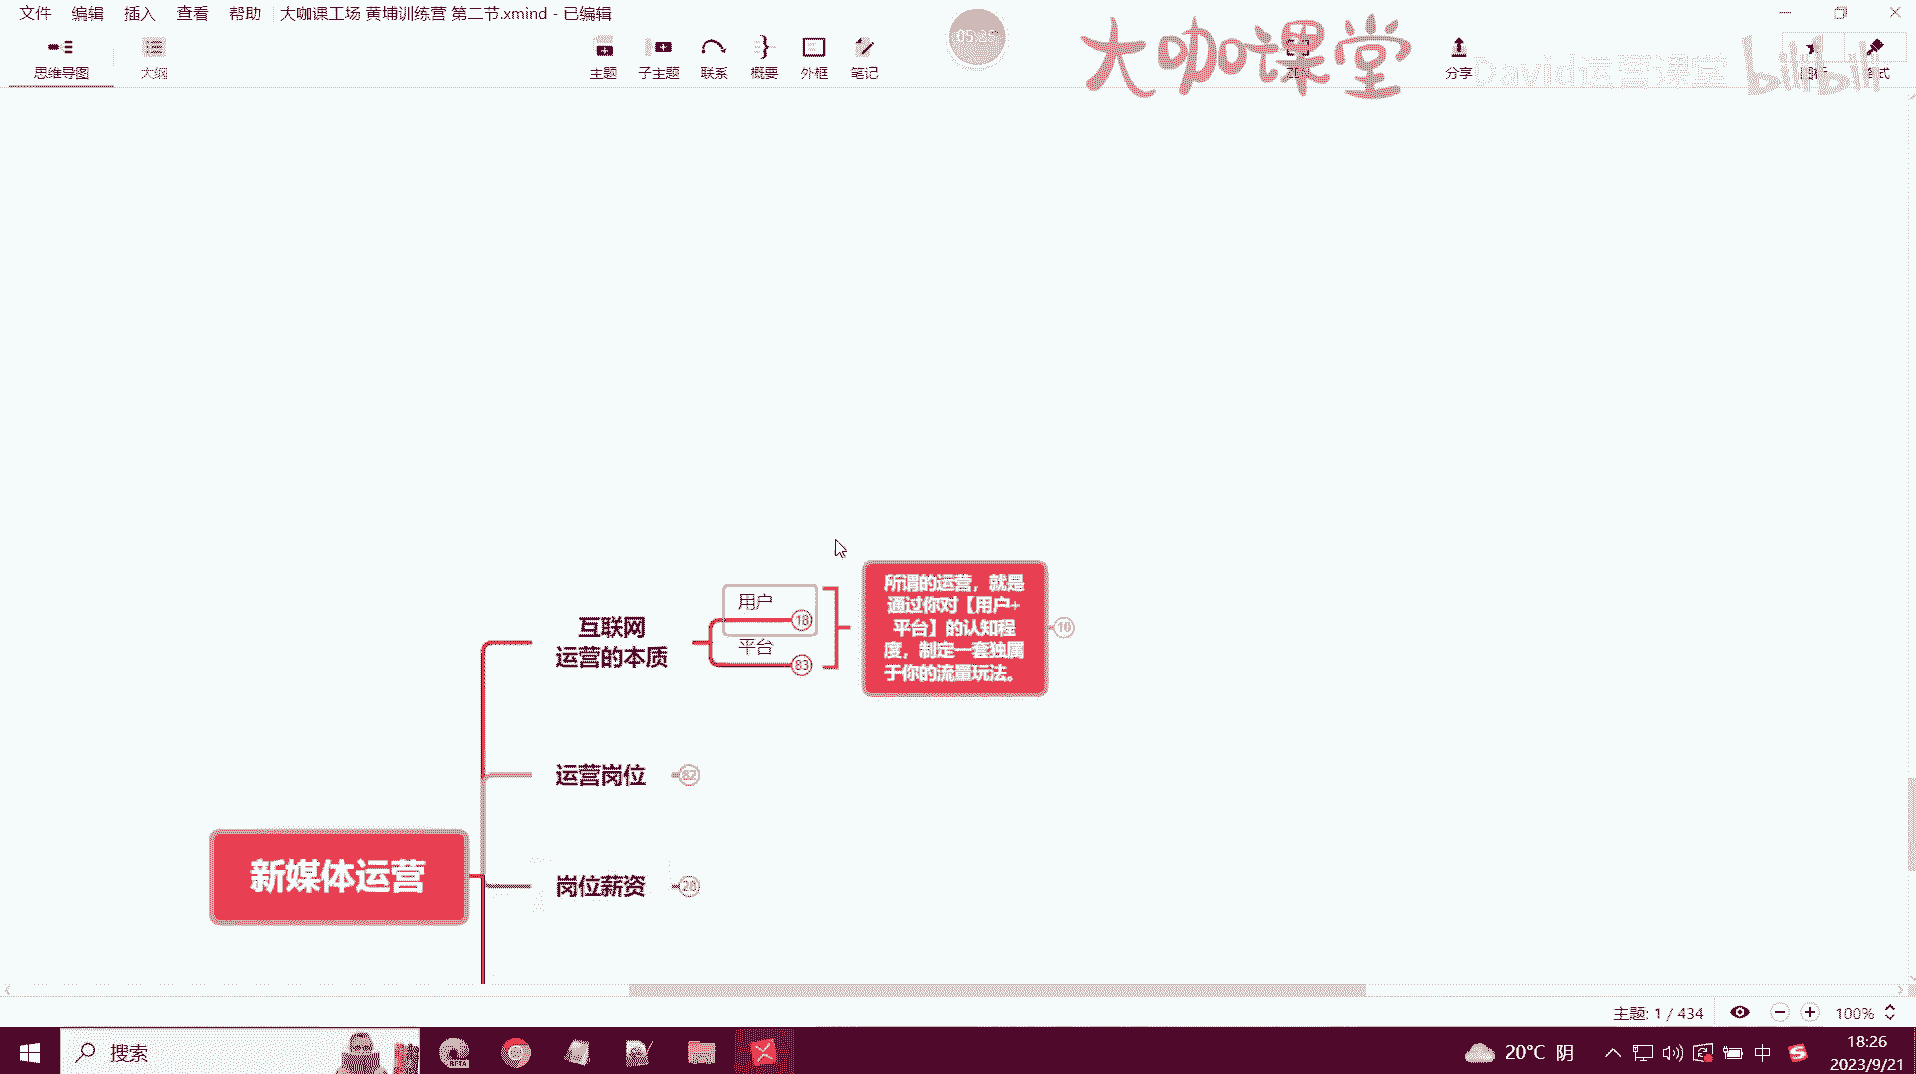 文件 编辑 插入 查看 帮助 大咖课工场 黄埔训练营 第二节.xmind - 已编辑
思维导图 大纲 主题 子主题 联系 概要 外框 笔记 ZEN 分享
05:25
大咖课堂
David运营课堂 bilibili
所谓的运营，就是
通过你对【用户+
平台】的认知程
度，制定一套独属
于你的流量玩法。
16
用户
18
平台
83
互联网
运营的本质
运营岗位 82
新媒体运营
岗位薪资 28
主题: 1 / 434 100%
搜索
BETA
20°C 阴 中
18:26
2023/9/21